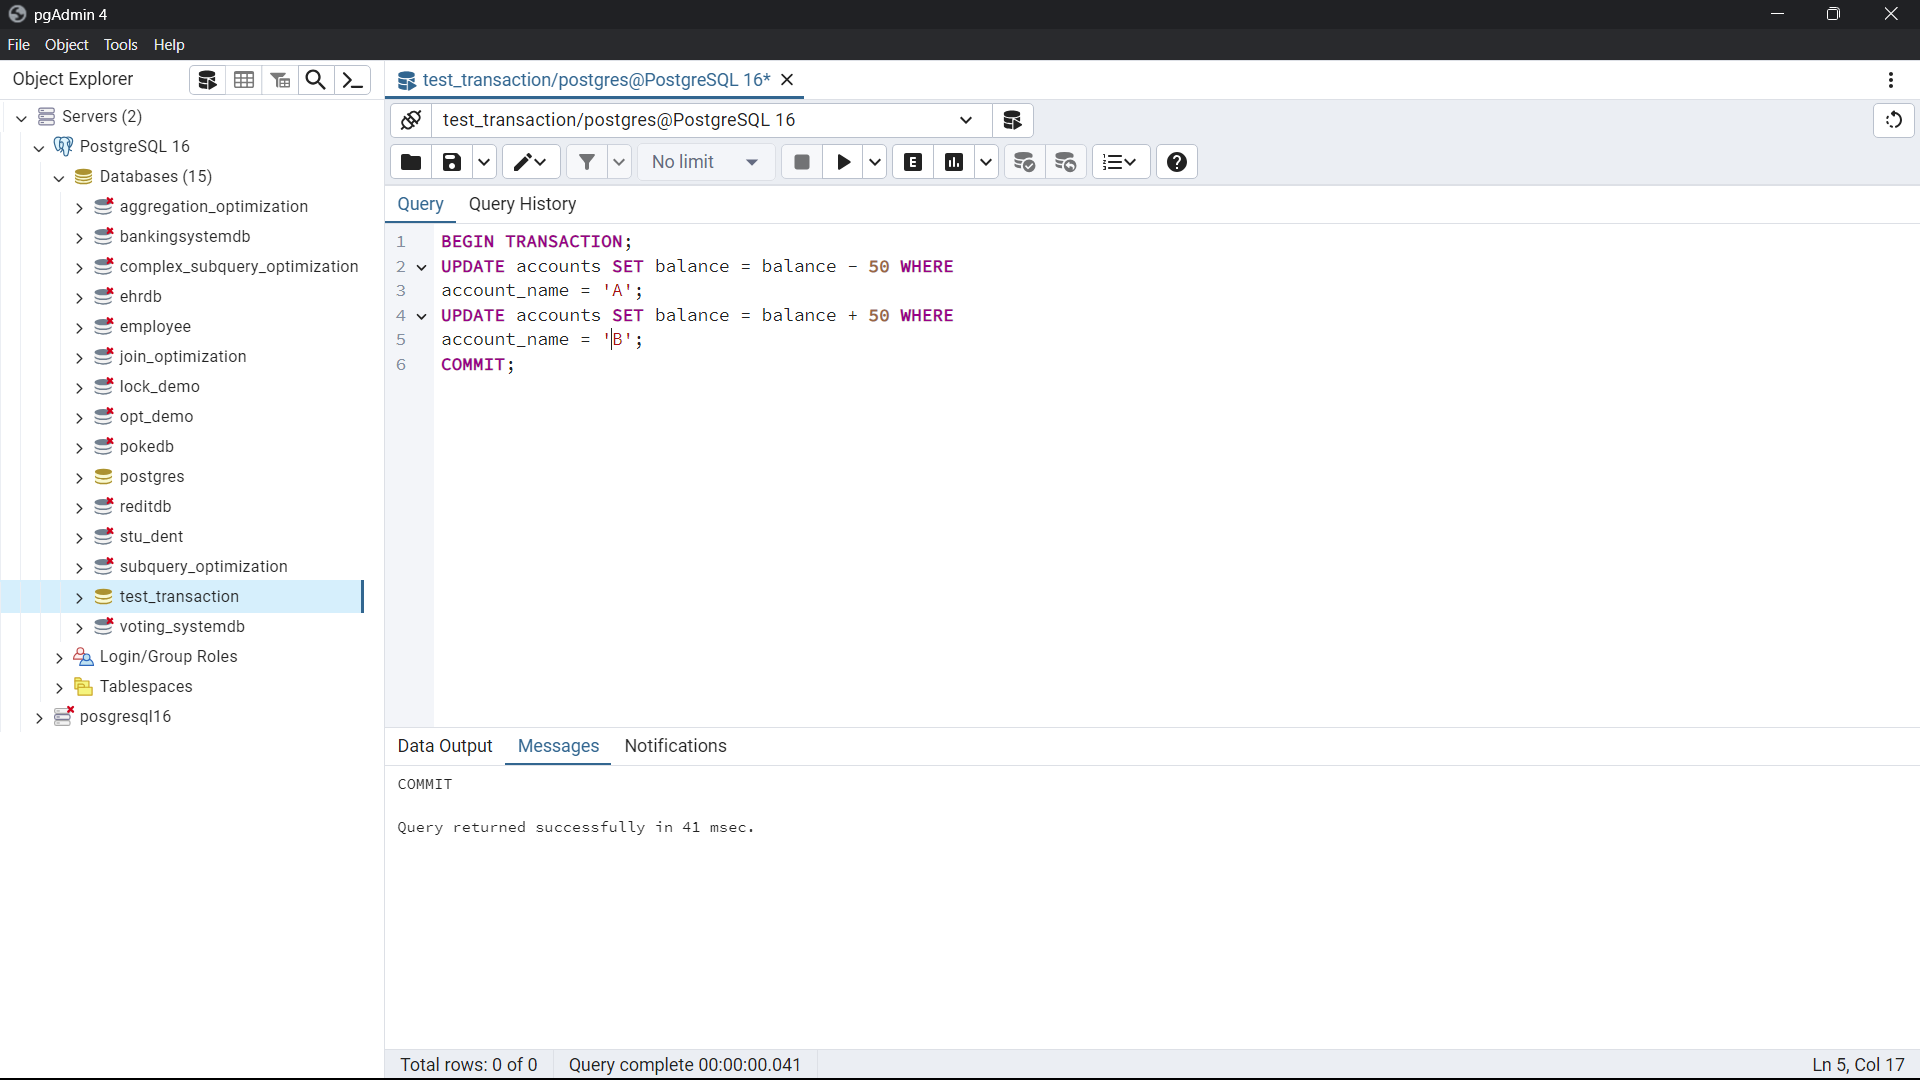 pgAdmin 4
File Object Tools Help
Object Explorer
Servers (2)
PostgreSQL 16
Databases (15)
aggregation_optimization
bankingsystemdb
complex_subquery_optimization
ehrdb
employee
join_optimization
lock_demo
opt_demo
pokedb
postgres
reditdb
stu_dent
subquery_optimization
test_transaction
voting_systemdb
Login/Group Roles
Tablespaces
posgresql16
test_transaction/postgres@PostgreSQL 16*
test_transaction/postgres@PostgreSQL 16
No limit
E
Query Query History
1 BEGIN TRANSACTION;
2 UPDATE accounts SET balance = balance - 50 WHERE
3 account_name = 'A';
4 UPDATE accounts SET balance = balance + 50 WHERE
5 account_name = 'B';
6 COMMIT;
Data Output Messages Notifications
COMMIT
Query returned successfully in 41 msec.
Total rows: 0 of 0 Query complete 00:00:00.041 Ln 5, Col 17